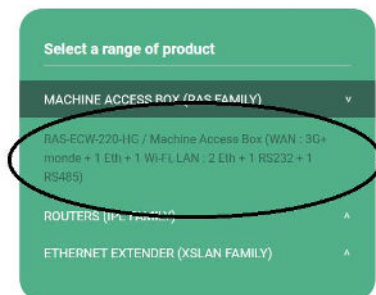 Select a range of product
MACHINE ACCESS BOX (RAS FAMILY) v
RAS-ECW-220-HG / Machine Access Box (WAN : 3G+
monde + 1 Eth + 1 Wi-Fi, LAN : 2 Eth + 1 RS232 + 1
RS485)
ROUTERS (IPL FAMILY) ʌ
ETHERNET EXTENDER (XSLAN FAMILY) ʌ